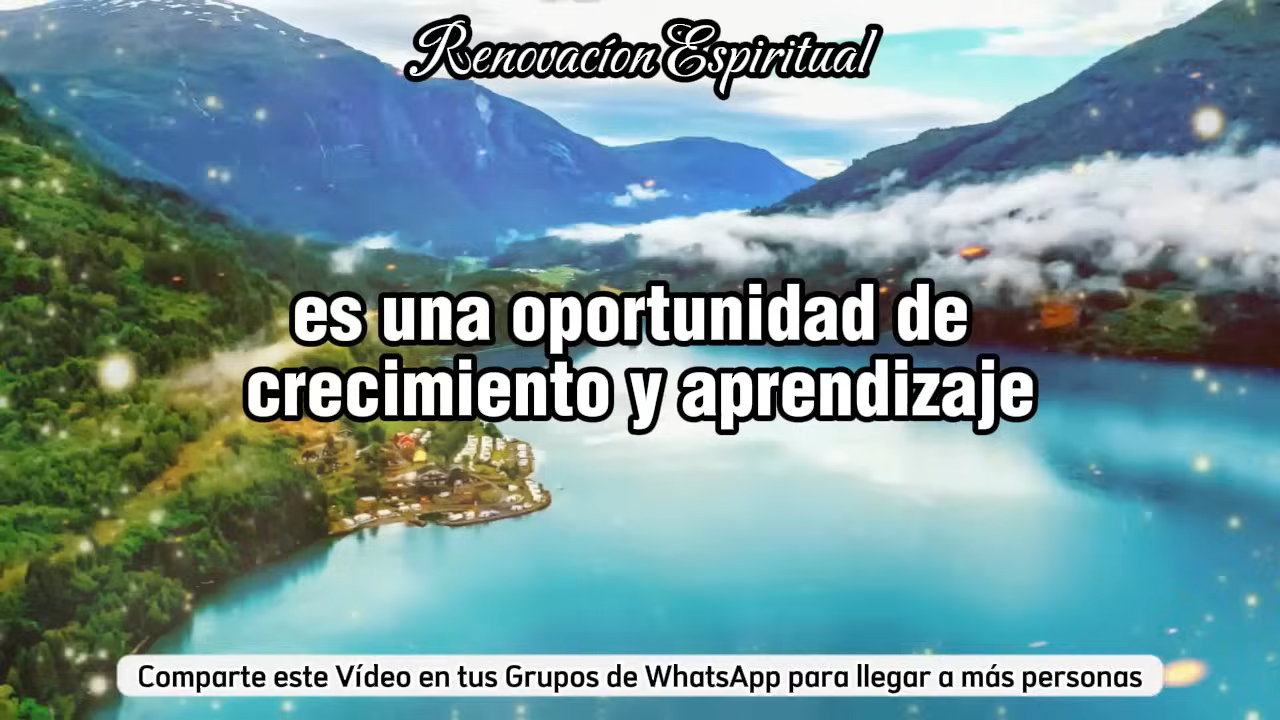 Renovacíon Espiritual
es una oportunidad de
crecimiento y aprendizaje
Comparte este Vídeo en tus Grupos de WhatsApp para llegar a más personas